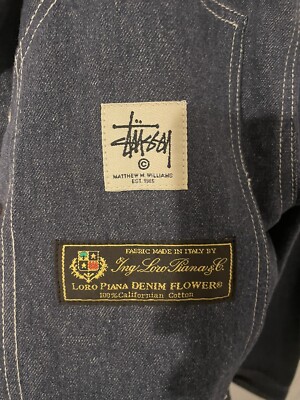 Stüssy
©
MATTHEW M. WILLIAMS
EST. 1985
FABRIC MADE IN ITALY BY
Ing. Loro Piana & C.
LORO PIANA DENIM FLOWER®
100% Californian Cotton